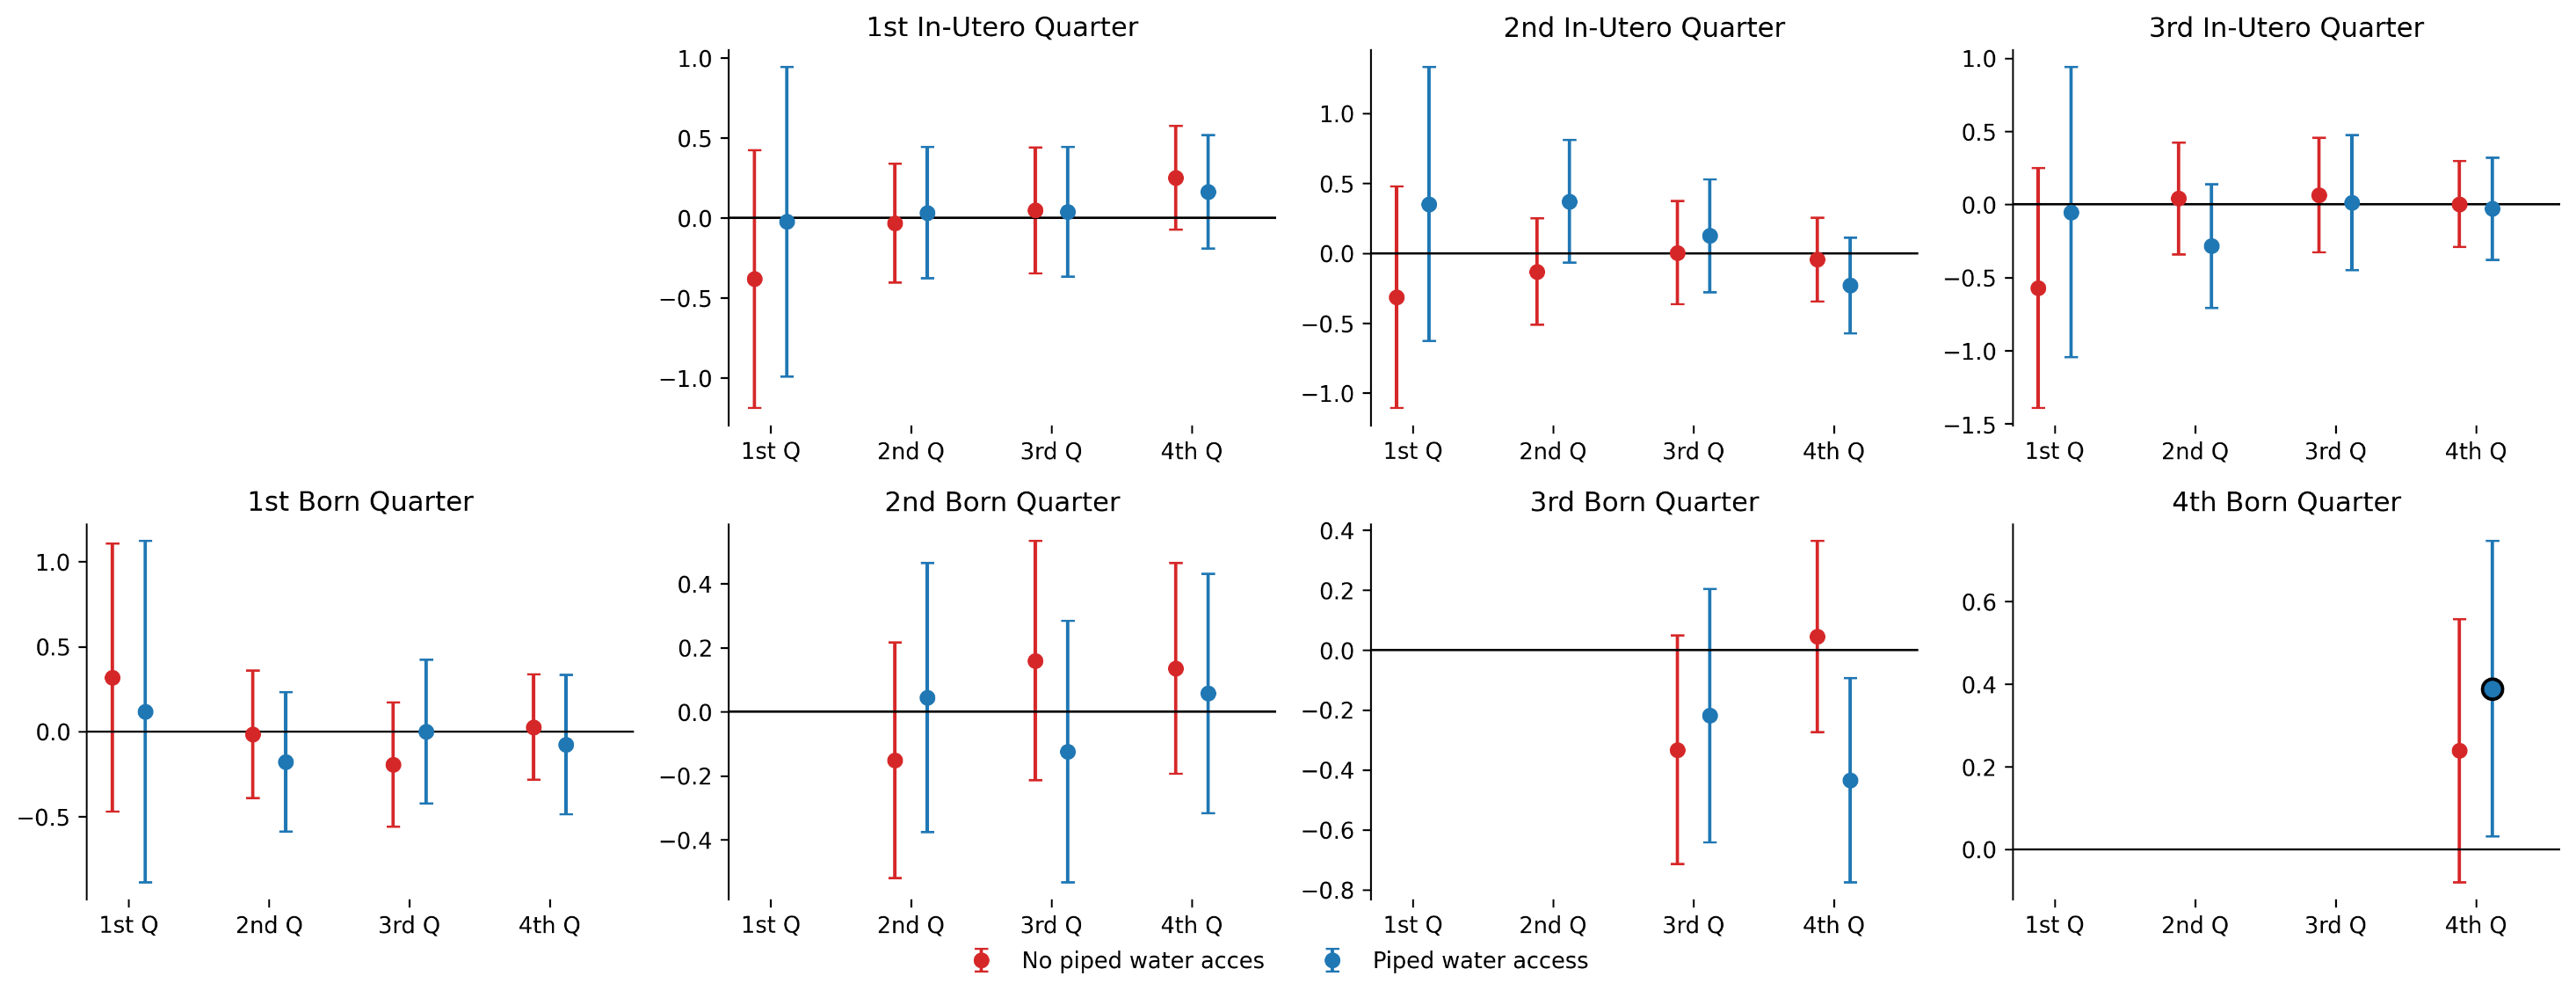 1st In-Utero Quarter
1.0
0.5
0.0
−0.5
−1.0
1st Q 2nd Q 3rd Q 4th Q
2nd In-Utero Quarter
1.0
0.5
0.0
−0.5
−1.0
1st Q 2nd Q 3rd Q 4th Q
3rd In-Utero Quarter
1.0
0.5
0.0
−0.5
−1.0
−1.5
1st Q 2nd Q 3rd Q 4th Q
1st Born Quarter
1.0
0.5
0.0
−0.5
1st Q 2nd Q 3rd Q 4th Q
2nd Born Quarter
0.4
0.2
0.0
−0.2
−0.4
1st Q 2nd Q 3rd Q 4th Q
3rd Born Quarter
0.4
0.2
0.0
−0.2
−0.4
−0.6
−0.8
1st Q 2nd Q 3rd Q 4th Q
4th Born Quarter
0.6
0.4
0.2
0.0
1st Q 2nd Q 3rd Q 4th Q
No piped water acces Piped water access